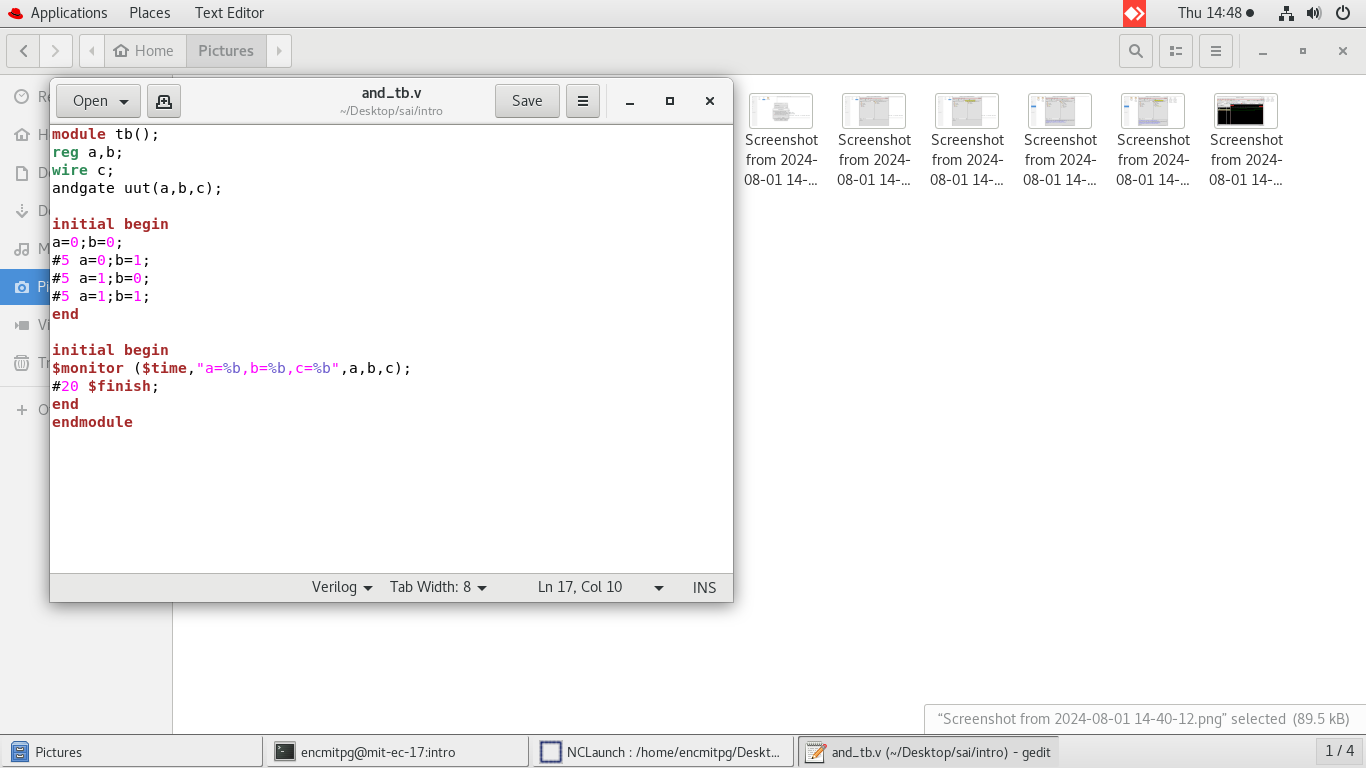 Applications Places Text Editor Thu 14:48
Home Pictures
Open and_tb.v Save
~/Desktop/sai/intro
module tb();
reg a,b;
wire c;
andgate uut(a,b,c);
initial begin
a=0;b=0;
#5 a=0;b=1;
#5 a=1;b=0;
#5 a=1;b=1;
end
initial begin
$monitor ($time,"a=%b,b=%b,c=%b",a,b,c);
#20 $finish;
end
endmodule
Verilog Tab Width: 8 Ln 17, Col 10 INS
Screenshot Screenshot Screenshot Screenshot Screenshot Screenshot
from 2024- from 2024- from 2024- from 2024- from 2024- from 2024-
08-01 14-... 08-01 14-... 08-01 14-... 08-01 14-... 08-01 14-... 08-01 14-...
“Screenshot from 2024-08-01 14-40-12.png” selected (89.5 kB)
Pictures encmitpg@mit-ec-17:intro NCLaunch : /home/encmitpg/Deskt... and_tb.v (~/Desktop/sai/intro) - gedit 1 / 4